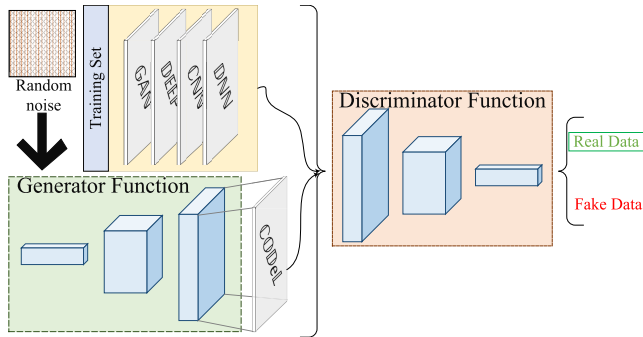 Random
noise
Training Set
GAN
DEEP
CNN
DNN
Generator Function
CODeL
Discriminator Function
Real Data
Fake Data